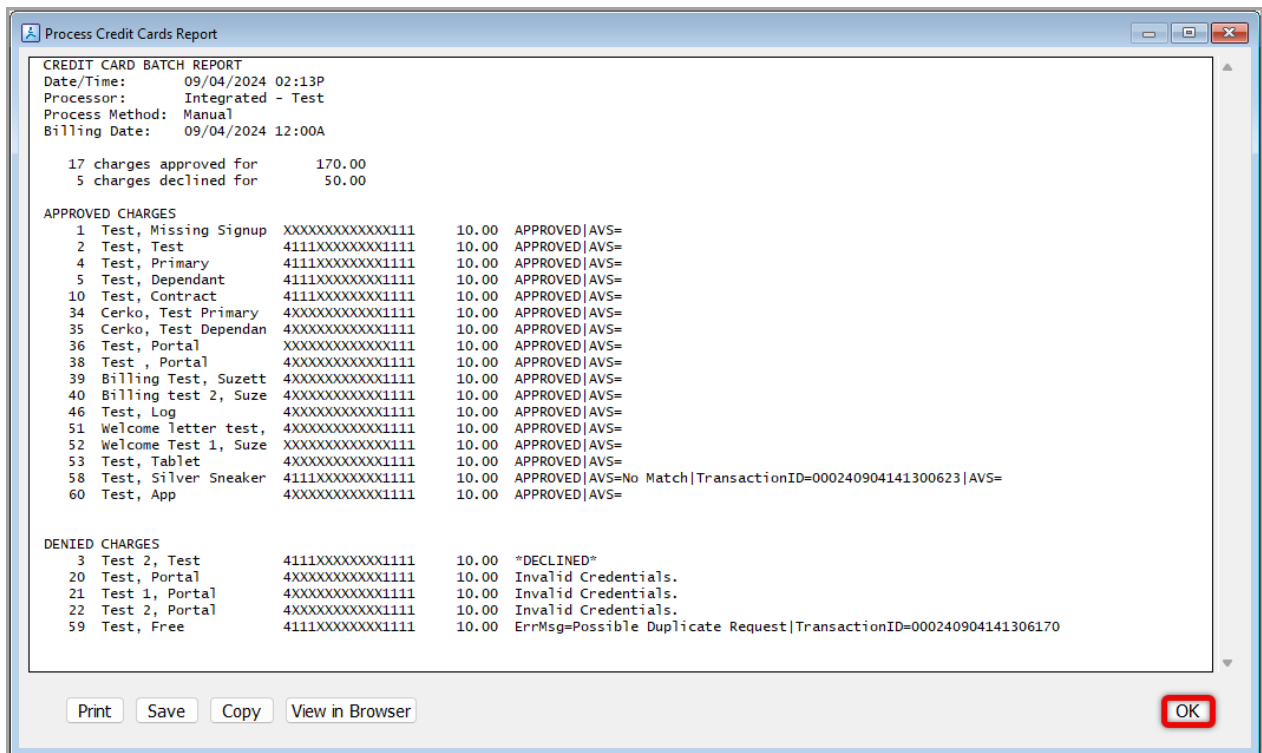 Process Credit Cards Report
CREDIT CARD BATCH REPORT
Date/Time: 09/04/2024 02:13P
Processor: Integrated - Test
Process Method: Manual
Billing Date: 09/04/2024 12:00A
17 charges approved for 170.00
5 charges declined for 50.00
APPROVED CHARGES
1 Test, Missing Signup XXXXXXXXXXXXX111 10.00 APPROVED|AVS=
2 Test, Test 4111XXXXXXXX1111 10.00 APPROVED|AVS=
4 Test, Primary 4111XXXXXXXX1111 10.00 APPROVED|AVS=
5 Test, Dependant 4111XXXXXXXX1111 10.00 APPROVED|AVS=
10 Test, Contract 4111XXXXXXXX1111 10.00 APPROVED|AVS=
34 Cerko, Test Primary 4XXXXXXXXXXX1111 10.00 APPROVED|AVS=
35 Cerko, Test Dependan 4XXXXXXXXXXX1111 10.00 APPROVED|AVS=
36 Test, Portal XXXXXXXXXXXXX111 10.00 APPROVED|AVS=
38 Test , Portal 4XXXXXXXXXXX1111 10.00 APPROVED|AVS=
39 Billing Test, Suzett 4XXXXXXXXXXX1111 10.00 APPROVED|AVS=
40 Billing test 2, Suze 4XXXXXXXXXXX1111 10.00 APPROVED|AVS=
46 Test, Log 4XXXXXXXXXXX1111 10.00 APPROVED|AVS=
51 Welcome letter test, 4XXXXXXXXXXX1111 10.00 APPROVED|AVS=
52 Welcome Test 1, Suze XXXXXXXXXXXXX111 10.00 APPROVED|AVS=
53 Test, Tablet 4XXXXXXXXXXX1111 10.00 APPROVED|AVS=
58 Test, Silver Sneaker 4111XXXXXXXX1111 10.00 APPROVED|AVS=No Match|TransactionID=000240904141300623|AVS=
60 Test, App 4XXXXXXXXXXX1111 10.00 APPROVED|AVS=
DENIED CHARGES
3 Test 2, Test 4111XXXXXXXX1111 10.00 *DECLINED*
20 Test, Portal 4XXXXXXXXXXX1111 10.00 Invalid Credentials.
21 Test 1, Portal 4XXXXXXXXXXX1111 10.00 Invalid Credentials.
22 Test 2, Portal 4XXXXXXXXXXX1111 10.00 Invalid Credentials.
59 Test, Free 4111XXXXXXXX1111 10.00 ErrMsg=Possible Duplicate Request|TransactionID=000240904141306170
Print Save Copy View in Browser OK